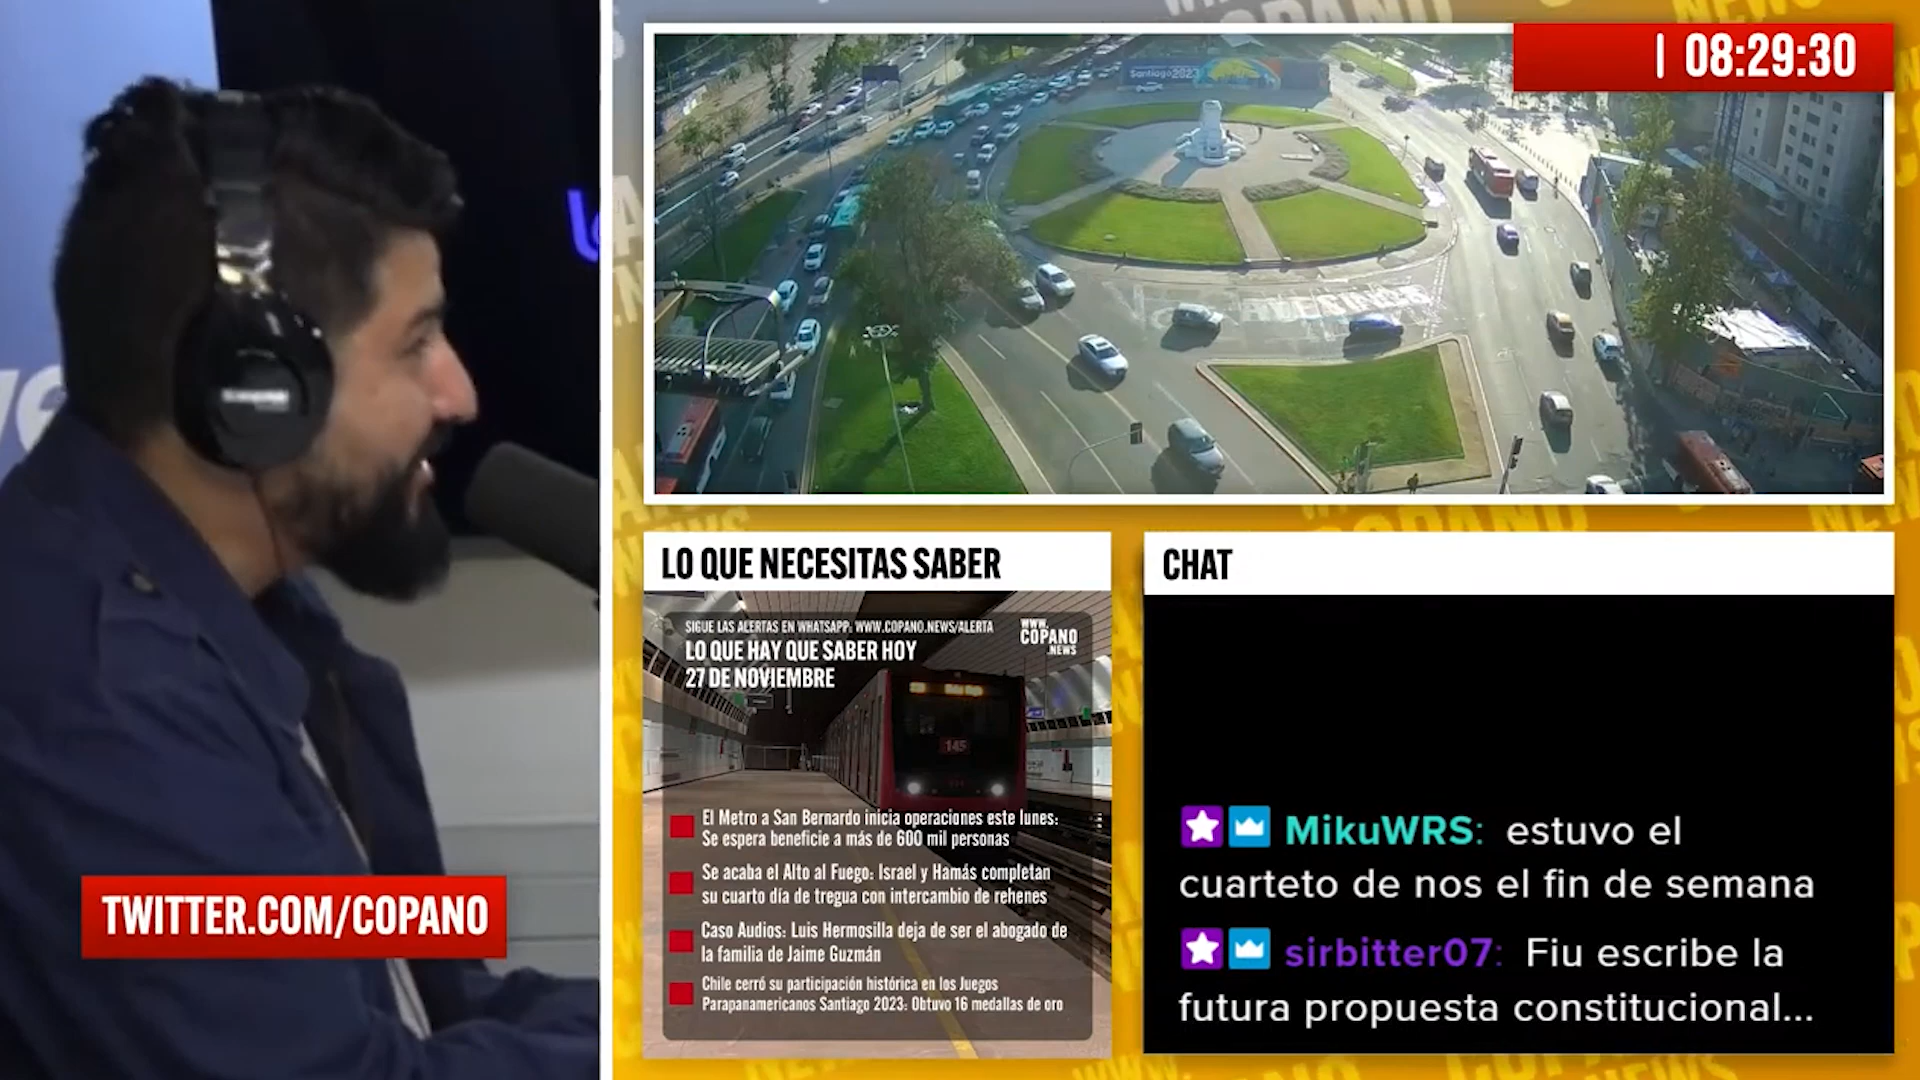 | 08:29:30
Santiago2023
LO QUE NECESITAS SABER
SIGUE LAS ALERTAS EN WHATSAPP: WWW.COPANO.NEWS/ALERTA
WWW.
COPANO
.NEWS
LO QUE HAY QUE SABER HOY
27 DE NOVIEMBRE
145
El Metro a San Bernardo inicia operaciones este lunes:
Se espera beneficie a más de 600 mil personas
Se acaba el Alto al Fuego: Israel y Hamás completan
su cuarto día de tregua con intercambio de rehenes
Caso Audios: Luis Hermosilla deja de ser el abogado de
la familia de Jaime Guzmán
Chile cerró su participación histórica en los Juegos
Parapanamericanos Santiago 2023: Obtuvo 16 medallas de oro
CHAT
MikuWRS: estuvo el
cuarteto de nos el fin de semana
sirbitter07: Fiu escribe la
futura propuesta constitucional...
TWITTER.COM/COPANO